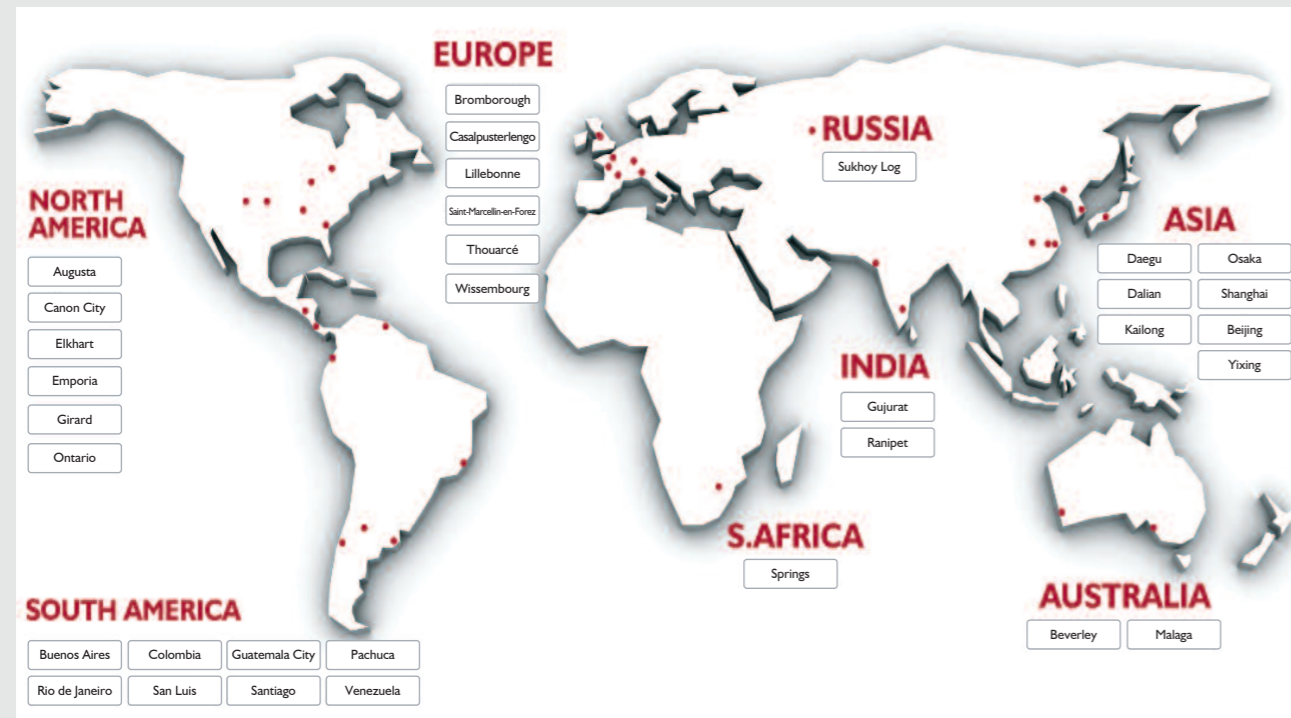 EUROPE
Bromborough
Casalpusterlengo
Lillebonne
Saint-Marcellin-en-Forez
Thouarcé
Wissembourg
RUSSIA
Sukhoy Log
NORTH
AMERICA
Augusta
Canon City
Elkhart
Emporia
Girard
Ontario
ASIA
Daegu
Osaka
Dalian
Shanghai
Kailong
Beijing
Yixing
INDIA
Gujurat
Ranipet
S.AFRICA
Springs
AUSTRALIA
Beverley
Malaga
SOUTH AMERICA
Buenos Aires
Colombia
Guatemala City
Pachuca
Rio de Janeiro
San Luis
Santiago
Venezuela